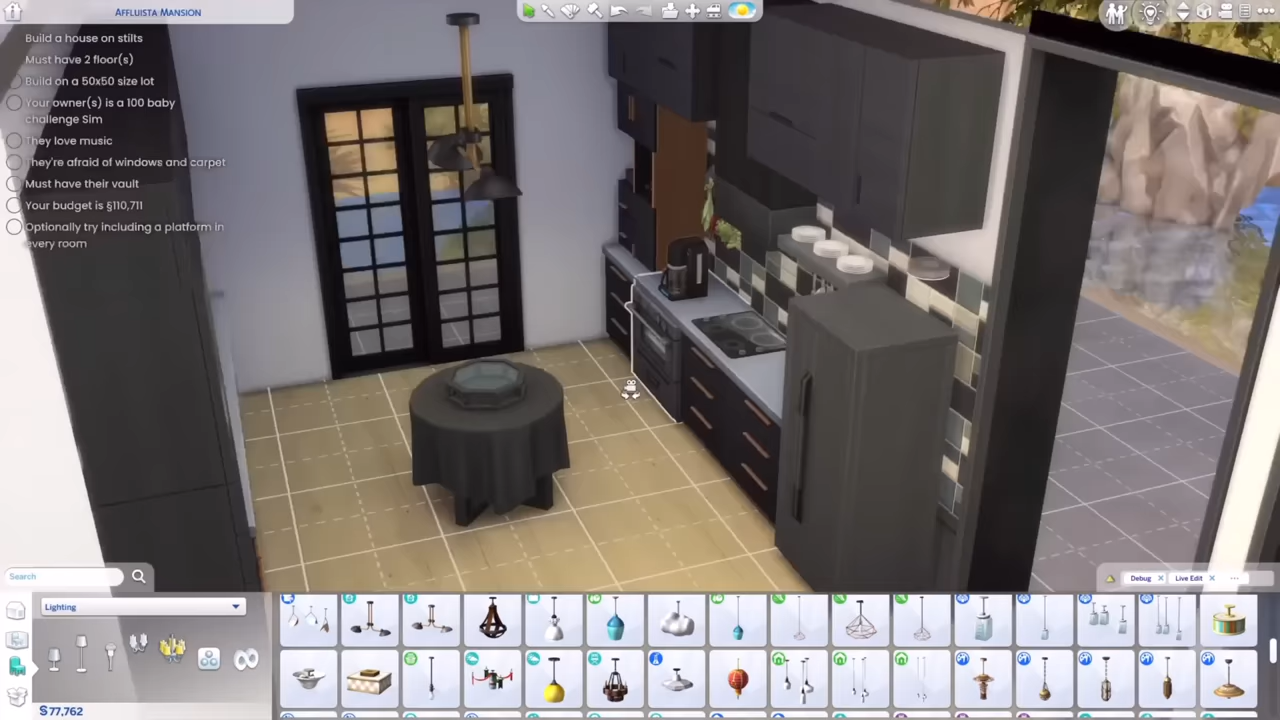 AFFLUISTA MANSION
Build a house on stilts
Must have 2 floor(s)
Build on a 50x50 size lot
Your owner(s) is a 100 baby
challenge Sim
They love music
They're afraid of windows and carpet
Must have their vault
Your budget is §110,711
Optionally try including a platform in
every room
Search
Debug
Live Edit
Lighting
§77,762